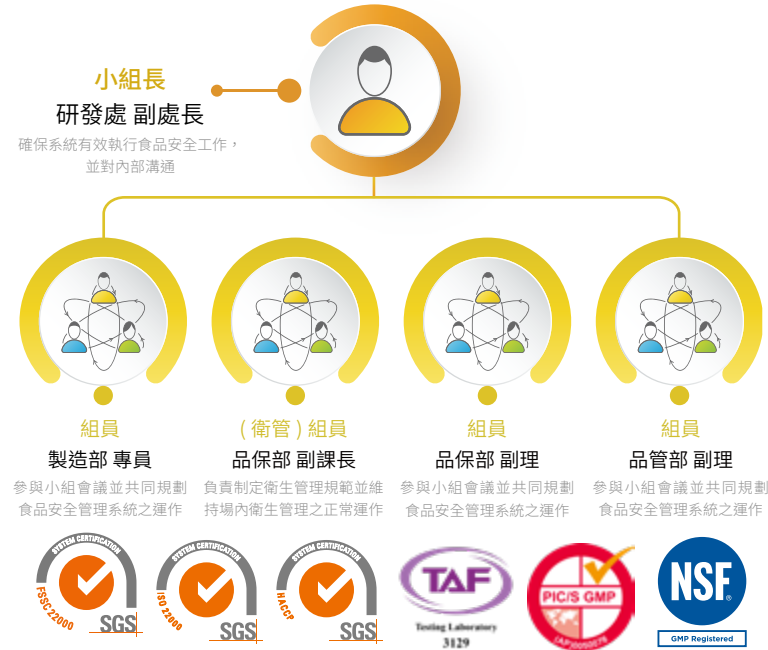 小組長
研發處 副處長
確保系統有效執行食品安全工作，
並對內部溝通
組員
製造部 專員
參與小組會議並共同規劃
食品安全管理系統之運作
( 衛管 ) 組員
品保部 副課長
負責制定衛生管理規範並維
持場內衛生管理之正常運作
組員
品保部 副理
參與小組會議並共同規劃
食品安全管理系統之運作
組員
品管部 副理
參與小組會議並共同規劃
食品安全管理系統之運作
SYSTEM CERTIFICATION
FSSC 22000
SGS
SYSTEM CERTIFICATION
ISO 22000
SGS
SYSTEM CERTIFICATION
HACCP
SGS
TAF
Testing Laboratory
3129
PIC/S GMP
NSF®
GMP Registered